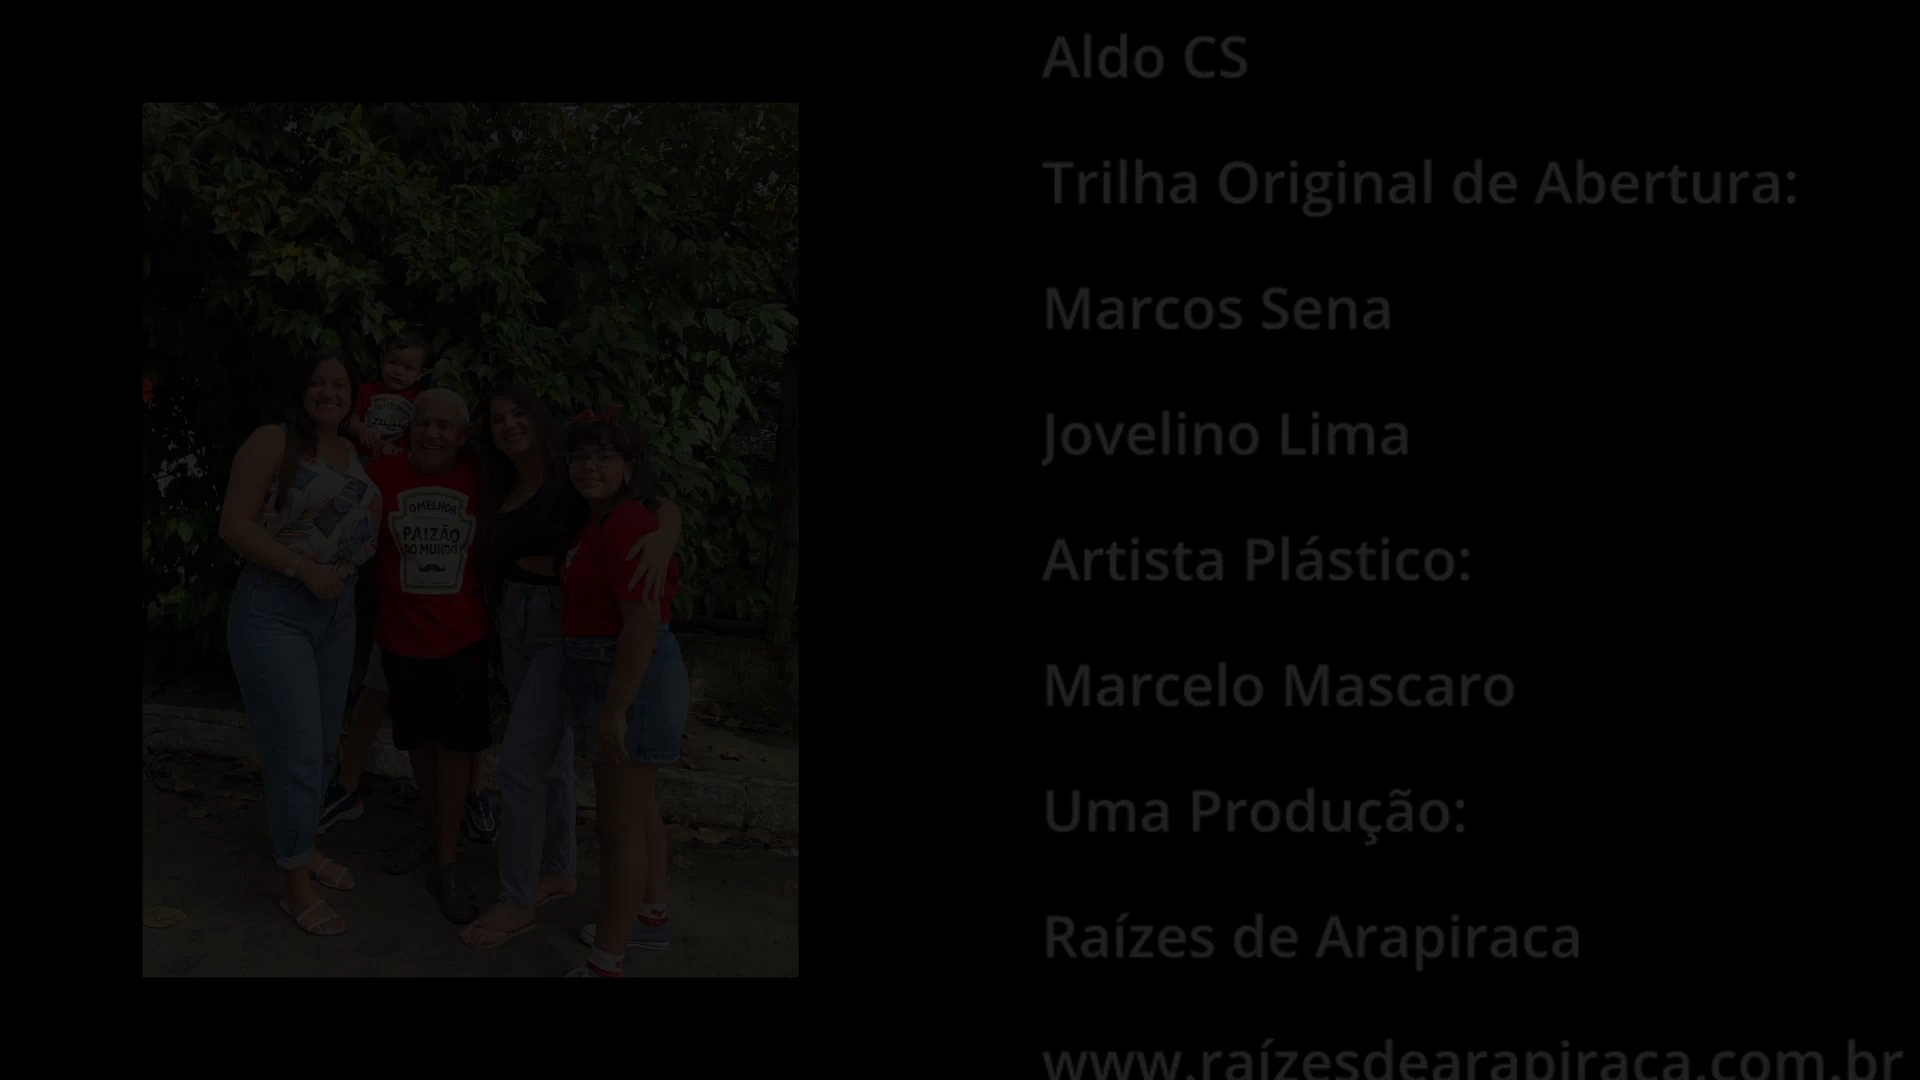 O MELHOR
PAIZÃO
DO MUNDO
Aldo CS
Trilha Original de Abertura:
Marcos Sena
Jovelino Lima
Artista Plástico:
Marcelo Mascaro
Uma Produção:
Raízes de Arapiraca
www.raízesdearapiraca.com.br